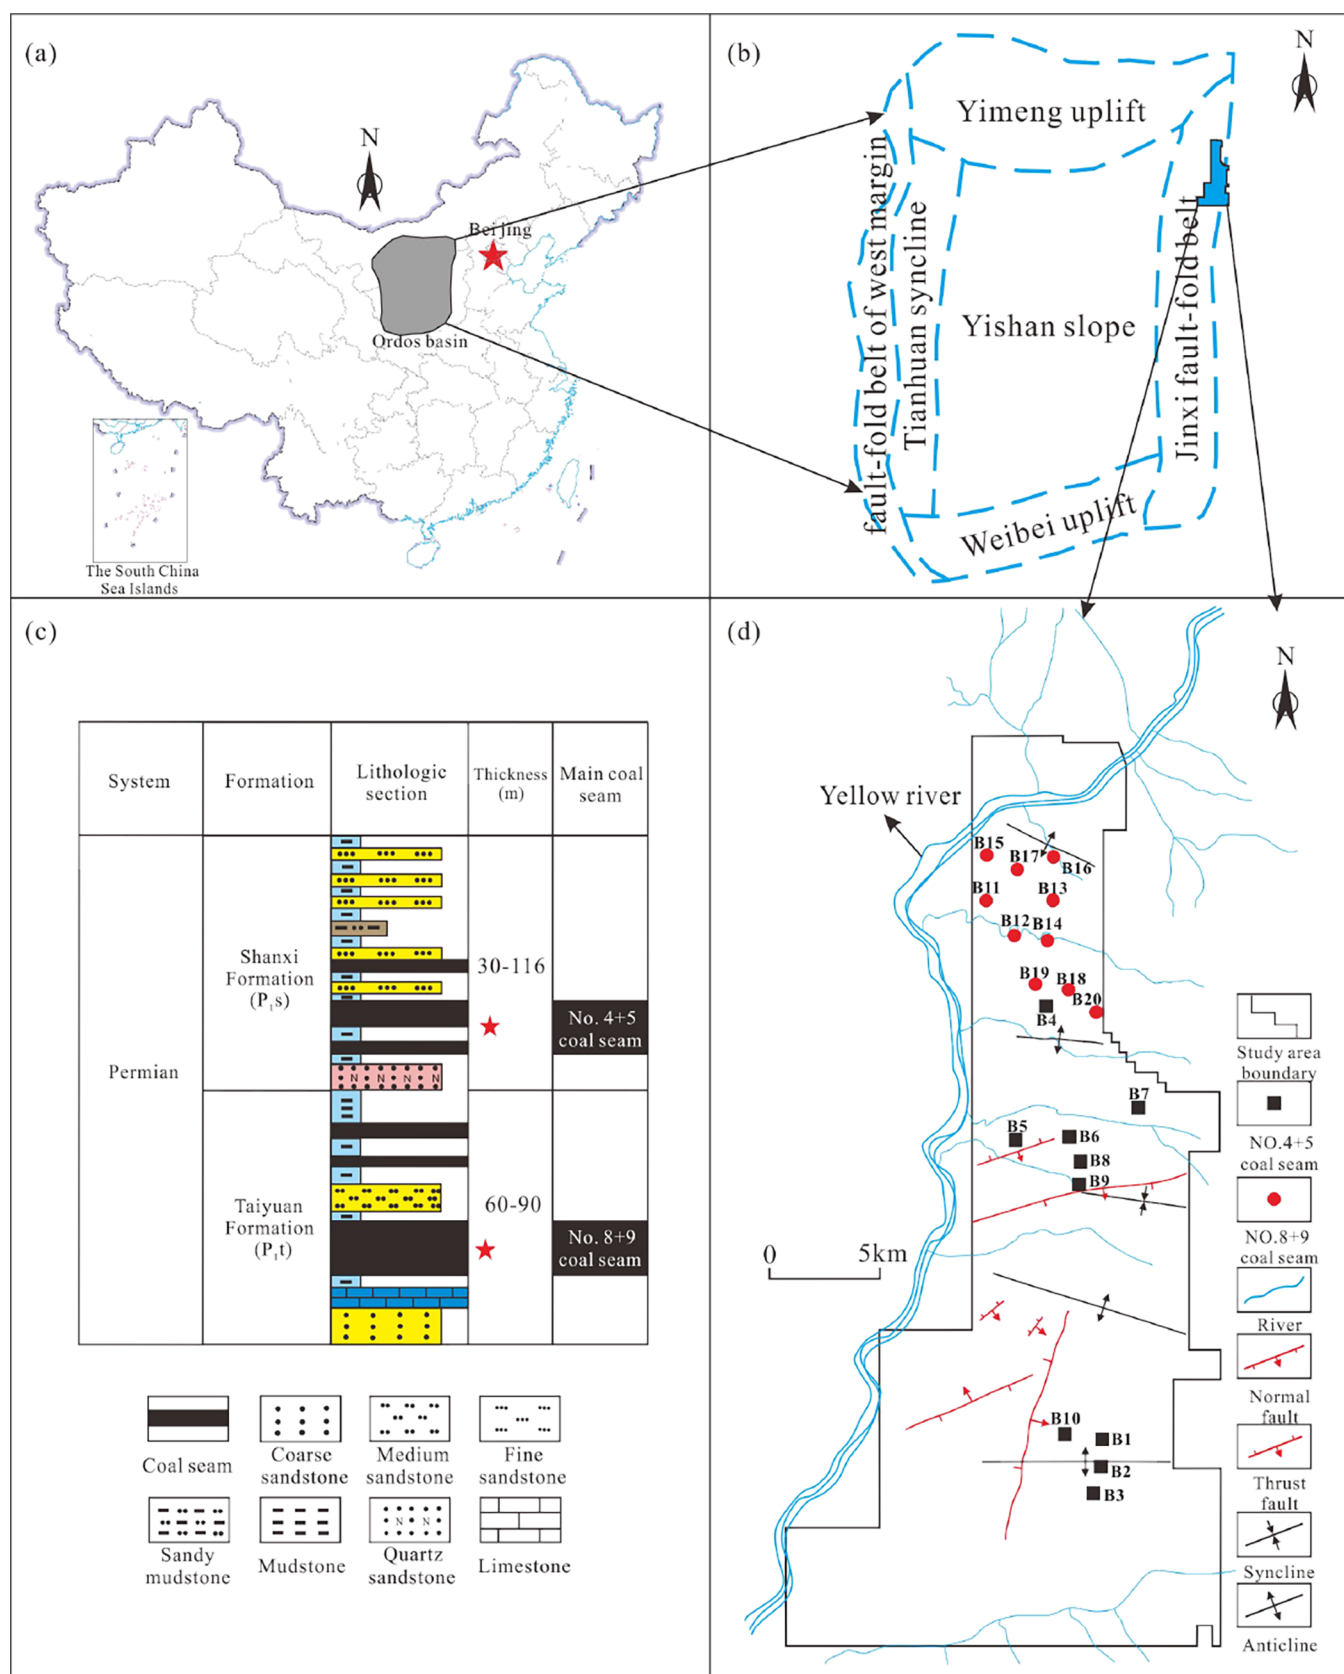 (a)
N
Bei jing
Ordos basin
The South China
Sea Islands
(b)
N
Yimeng uplift
fault-fold belt of west margin
Tianhuan syncline
Yishan slope
Jinxi fault-fold belt
Weibei uplift
(c)
System
Formation
Lithologic
section
Thickness
(m)
Main coal
seam
Permian
Shanxi
Formation
(P₁s)
30-116
No. 4+5
coal seam
N N N N
Taiyuan
Formation
(P₁t)
60-90
No. 8+9
coal seam
Coal seam
Coarse
sandstone
Medium
sandstone
Fine
sandstone
N N
Sandy
mudstone
Mudstone
Quartz
sandstone
Limestone
(d)
N
Yellow river
B15
B17
B16
B11
B13
B12
B14
B19
B18
B20
B4
B7
B5
B6
B8
B9
0 5km
B10
B1
B2
B3
Study area
boundary
NO.4+5
coal seam
NO.8+9
coal seam
River
Normal
fault
Thrust
fault
Syncline
Anticline